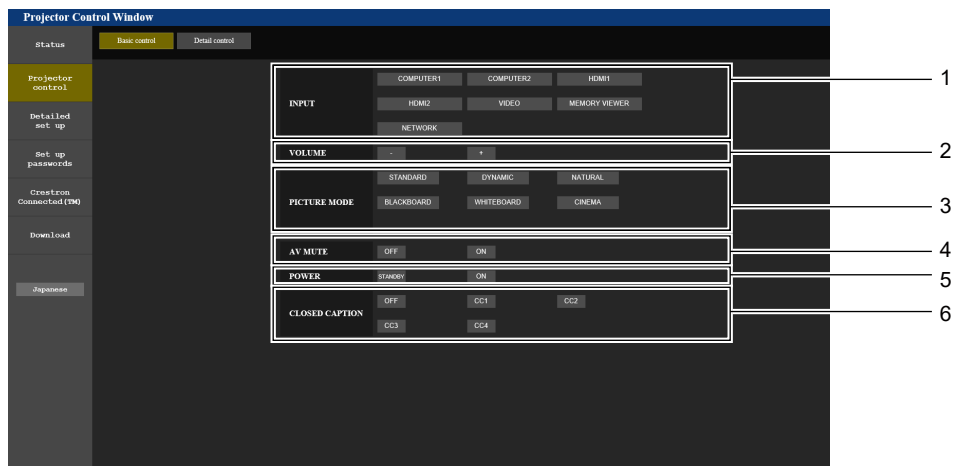 Projector Control Window
Status
Basic control
Detail control
Projector
control
Detailed
set up
Set up
passwords
Crestron
Connected(TM)
Download
Japanese
INPUT
COMPUTER1
COMPUTER2
HDMI1
HDMI2
VIDEO
MEMORY VIEWER
NETWORK
1
VOLUME
-
+
2
PICTURE MODE
STANDARD
DYNAMIC
NATURAL
BLACKBOARD
WHITEBOARD
CINEMA
3
AV MUTE
OFF
ON
4
POWER
STANDBY
ON
5
CLOSED CAPTION
OFF
CC1
CC2
CC3
CC4
6